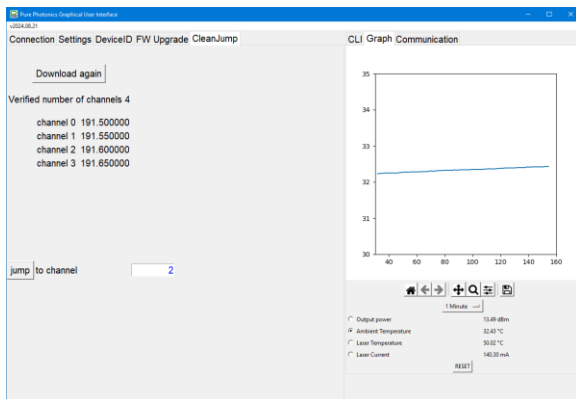 Pure Photonics Graphical User Interface
v2024.08.21
Connection Settings DeviceID FW Upgrade CleanJump
Download again
Verified number of channels 4
channel 0 191.500000
channel 1 191.550000
channel 2 191.600000
channel 3 191.650000
jump to channel 2
CLI Graph Communication
35
34
33
32
31
30
40 60 80 100 120 140 160
1 Minute
Output power 13.49 dBm
Ambient Temperature 32.43 °C
Laser Temperature 50.02 °C
Laser Current 140.30 mA
RESET